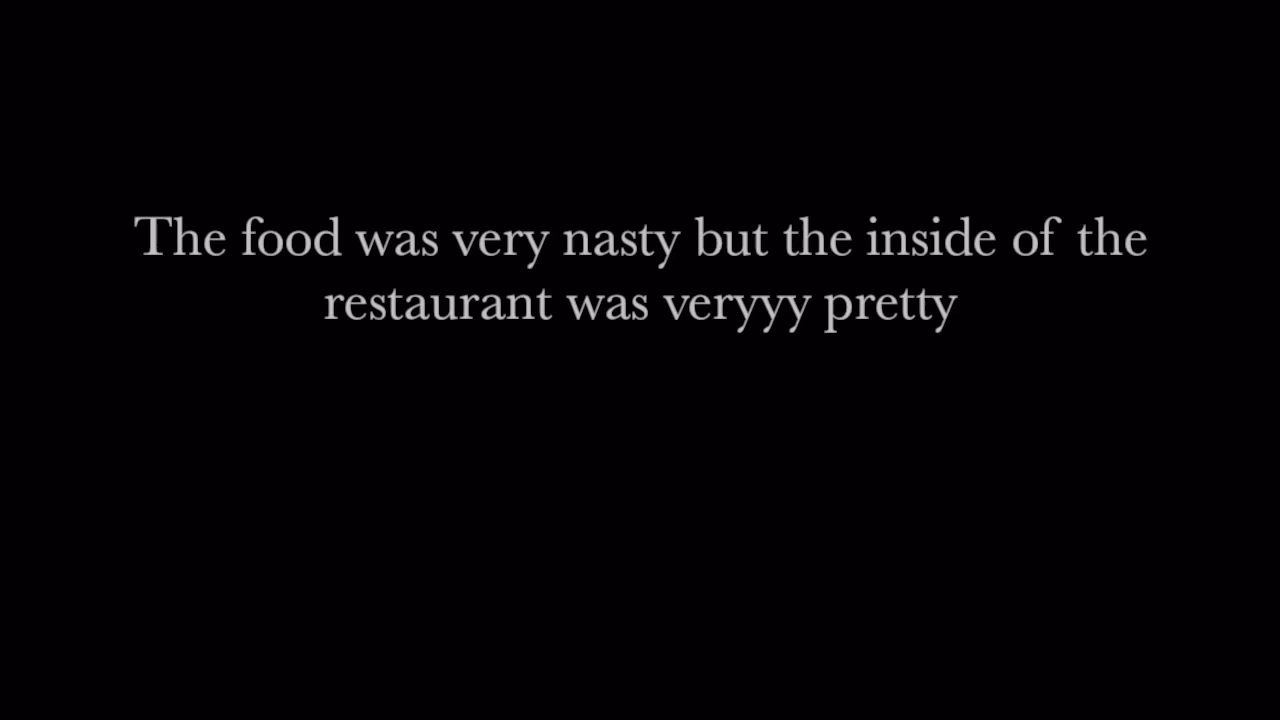 The food was very nasty but the inside of the
restaurant was veryyy pretty